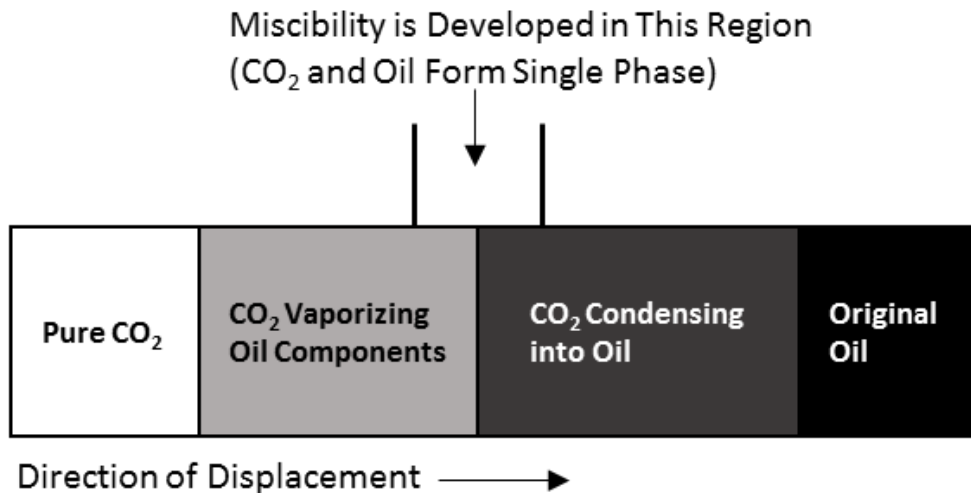 Miscibility is Developed in This Region
(CO₂ and Oil Form Single Phase)
Pure CO₂
CO₂ Vaporizing
Oil Components
CO₂ Condensing
into Oil
Original
Oil
Direction of Displacement